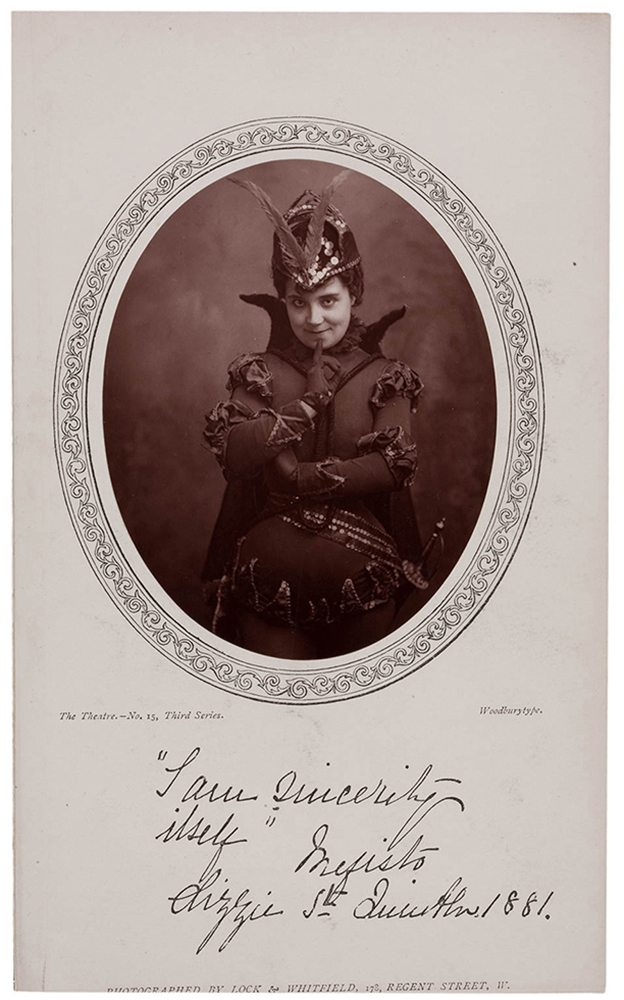 The Theatre.—No. 15, Third Series.
Woodburytype.
"I am sincerity
itself"
Mefisto
Lizzie St Quinten 1881.
PHOTOGRAPHED BY LOCK & WHITFIELD, 178, REGENT STREET, W.